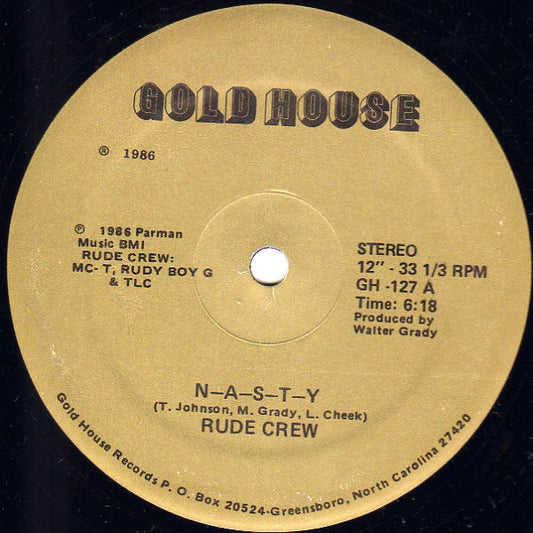 GOLD HOUSE
® 1986
℗ 1986 Parman
Music BMI
RUDE CREW:
MC- T, RUDY BOY G
& TLC
STEREO
12" - 33 1/3 RPM
GH -127 A
Time: 6:18
Produced by
Walter Grady
N–A–S–T–Y
(T. Johnson, M. Grady, L. Cheek)
RUDE CREW
Gold House Records P. O. Box 20524-Greensboro, North Carolina 27420